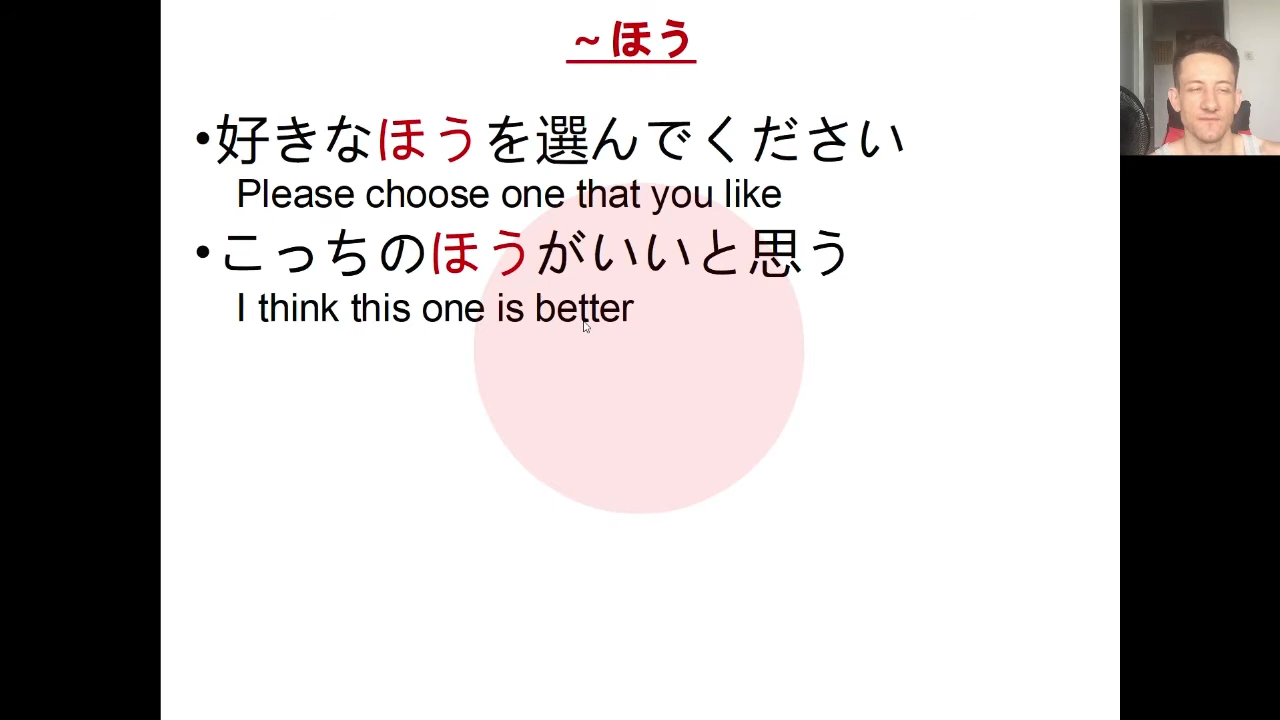 ~ほう
•好きなほうを選んでください
Please choose one that you like
•こっちのほうがいいと思う
I think this one is better